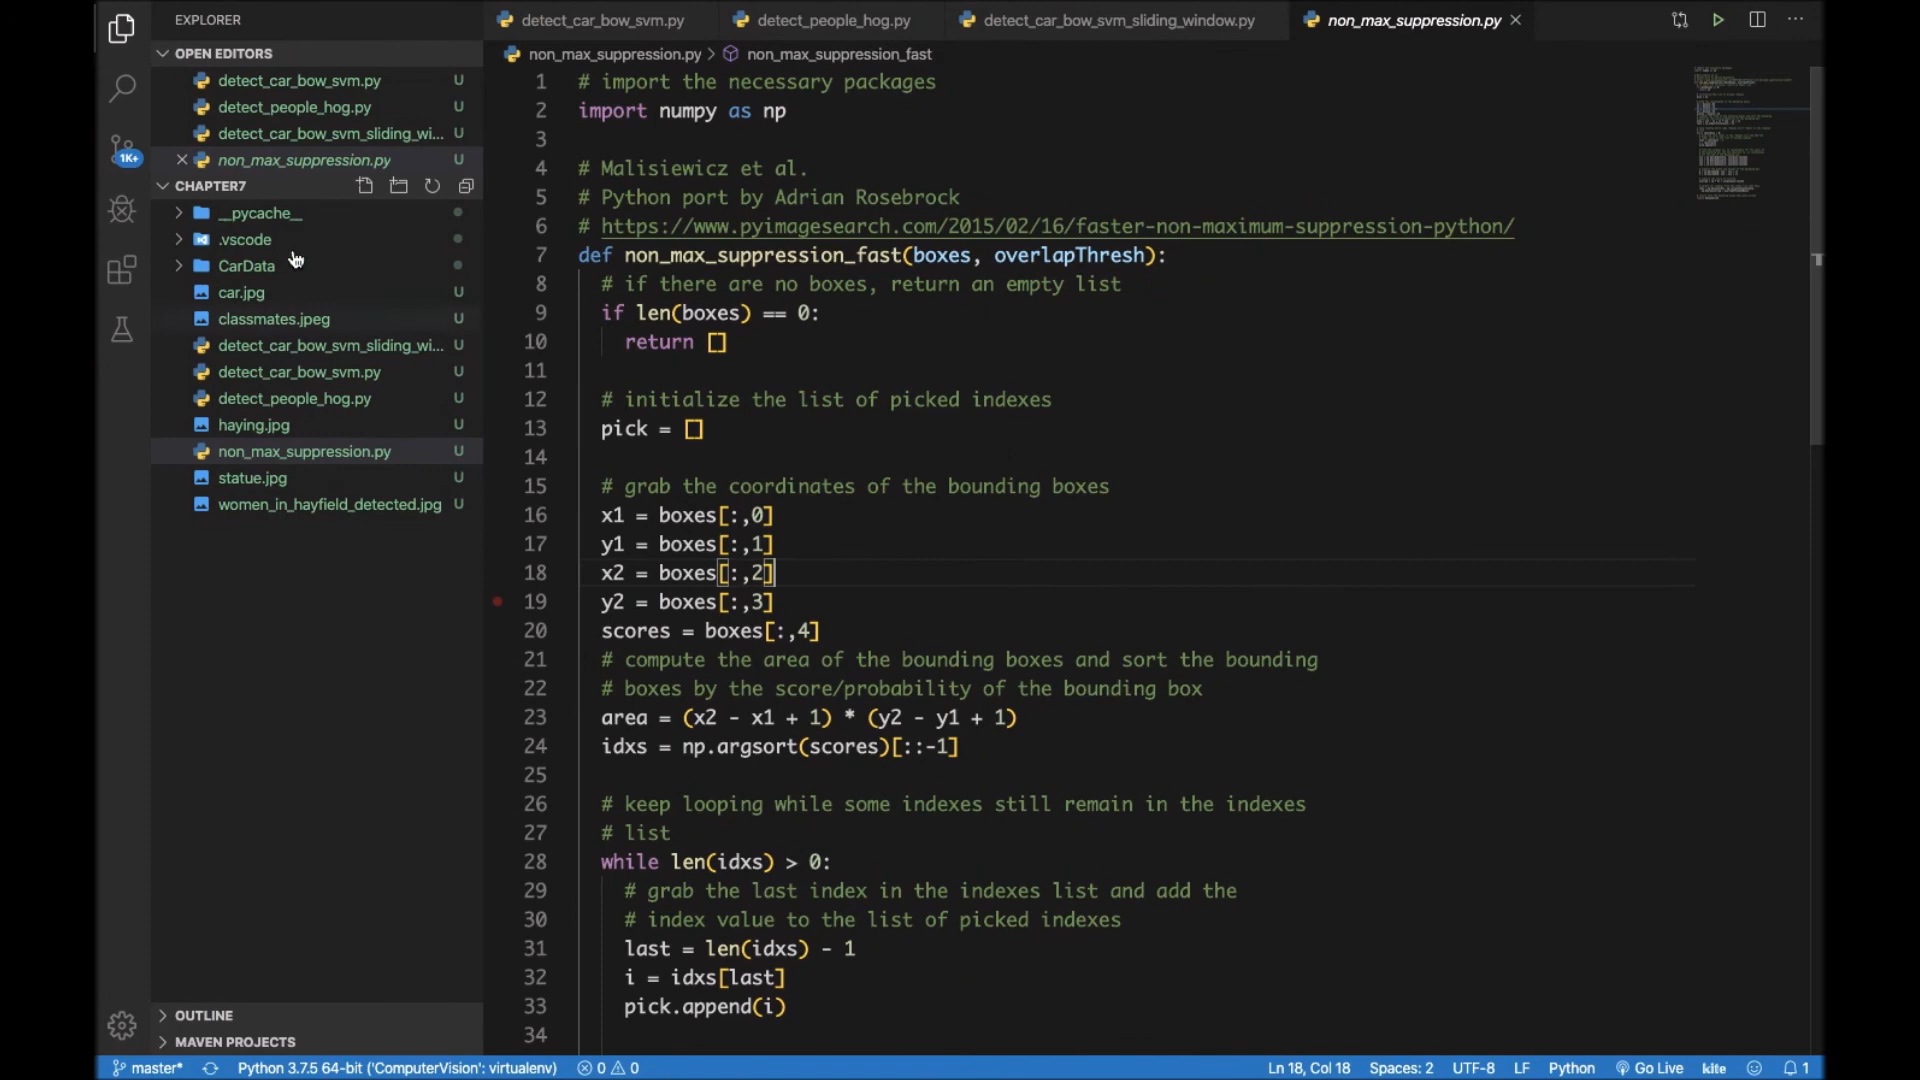 EXPLORER
OPEN EDITORS
detect_car_bow_svm.py U
detect_people_hog.py U
detect_car_bow_svm_sliding_wi... U
non_max_suppression.py U
1K+
CHAPTER7
__pycache__
.vscode
CarData
car.jpg U
classmates.jpeg U
detect_car_bow_svm_sliding_wi... U
detect_car_bow_svm.py U
detect_people_hog.py U
haying.jpg U
non_max_suppression.py U
statue.jpg U
women_in_hayfield_detected.jpg U
OUTLINE
MAVEN PROJECTS
detect_car_bow_svm.py detect_people_hog.py detect_car_bow_svm_sliding_window.py non_max_suppression.py
non_max_suppression.py > non_max_suppression_fast
1 # import the necessary packages
2 import numpy as np
3
4 # Malisiewicz et al.
5 # Python port by Adrian Rosebrock
6 # https://www.pyimagesearch.com/2015/02/16/faster-non-maximum-suppression-python/
7 def non_max_suppression_fast(boxes, overlapThresh):
8 # if there are no boxes, return an empty list
9 if len(boxes) == 0:
10 return []
11
12 # initialize the list of picked indexes
13 pick = []
14
15 # grab the coordinates of the bounding boxes
16 x1 = boxes[:,0]
17 y1 = boxes[:,1]
18 x2 = boxes[:,2]
19 y2 = boxes[:,3]
20 scores = boxes[:,4]
21 # compute the area of the bounding boxes and sort the bounding
22 # boxes by the score/probability of the bounding box
23 area = (x2 - x1 + 1) * (y2 - y1 + 1)
24 idxs = np.argsort(scores)[::-1]
25
26 # keep looping while some indexes still remain in the indexes
27 # list
28 while len(idxs) > 0:
29 # grab the last index in the indexes list and add the
30 # index value to the list of picked indexes
31 last = len(idxs) - 1
32 i = idxs[last]
33 pick.append(i)
34
master* Python 3.7.5 64-bit ('ComputerVision': virtualenv) 0 0 Ln 18, Col 18 Spaces: 2 UTF-8 LF Python Go Live kite 1